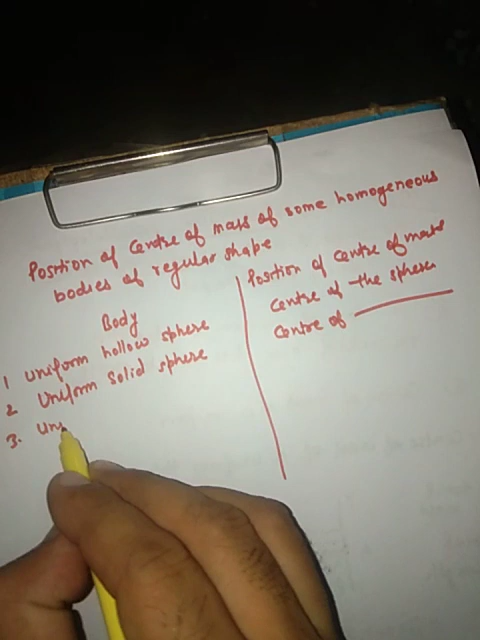 Position of Centre of mass of some homogeneous
bodies of regular shape
Body
1 Uniform hollow sphere
2 Uniform solid sphere
3. Un
Position of centre of mass
Centre of the sphere
Centre of